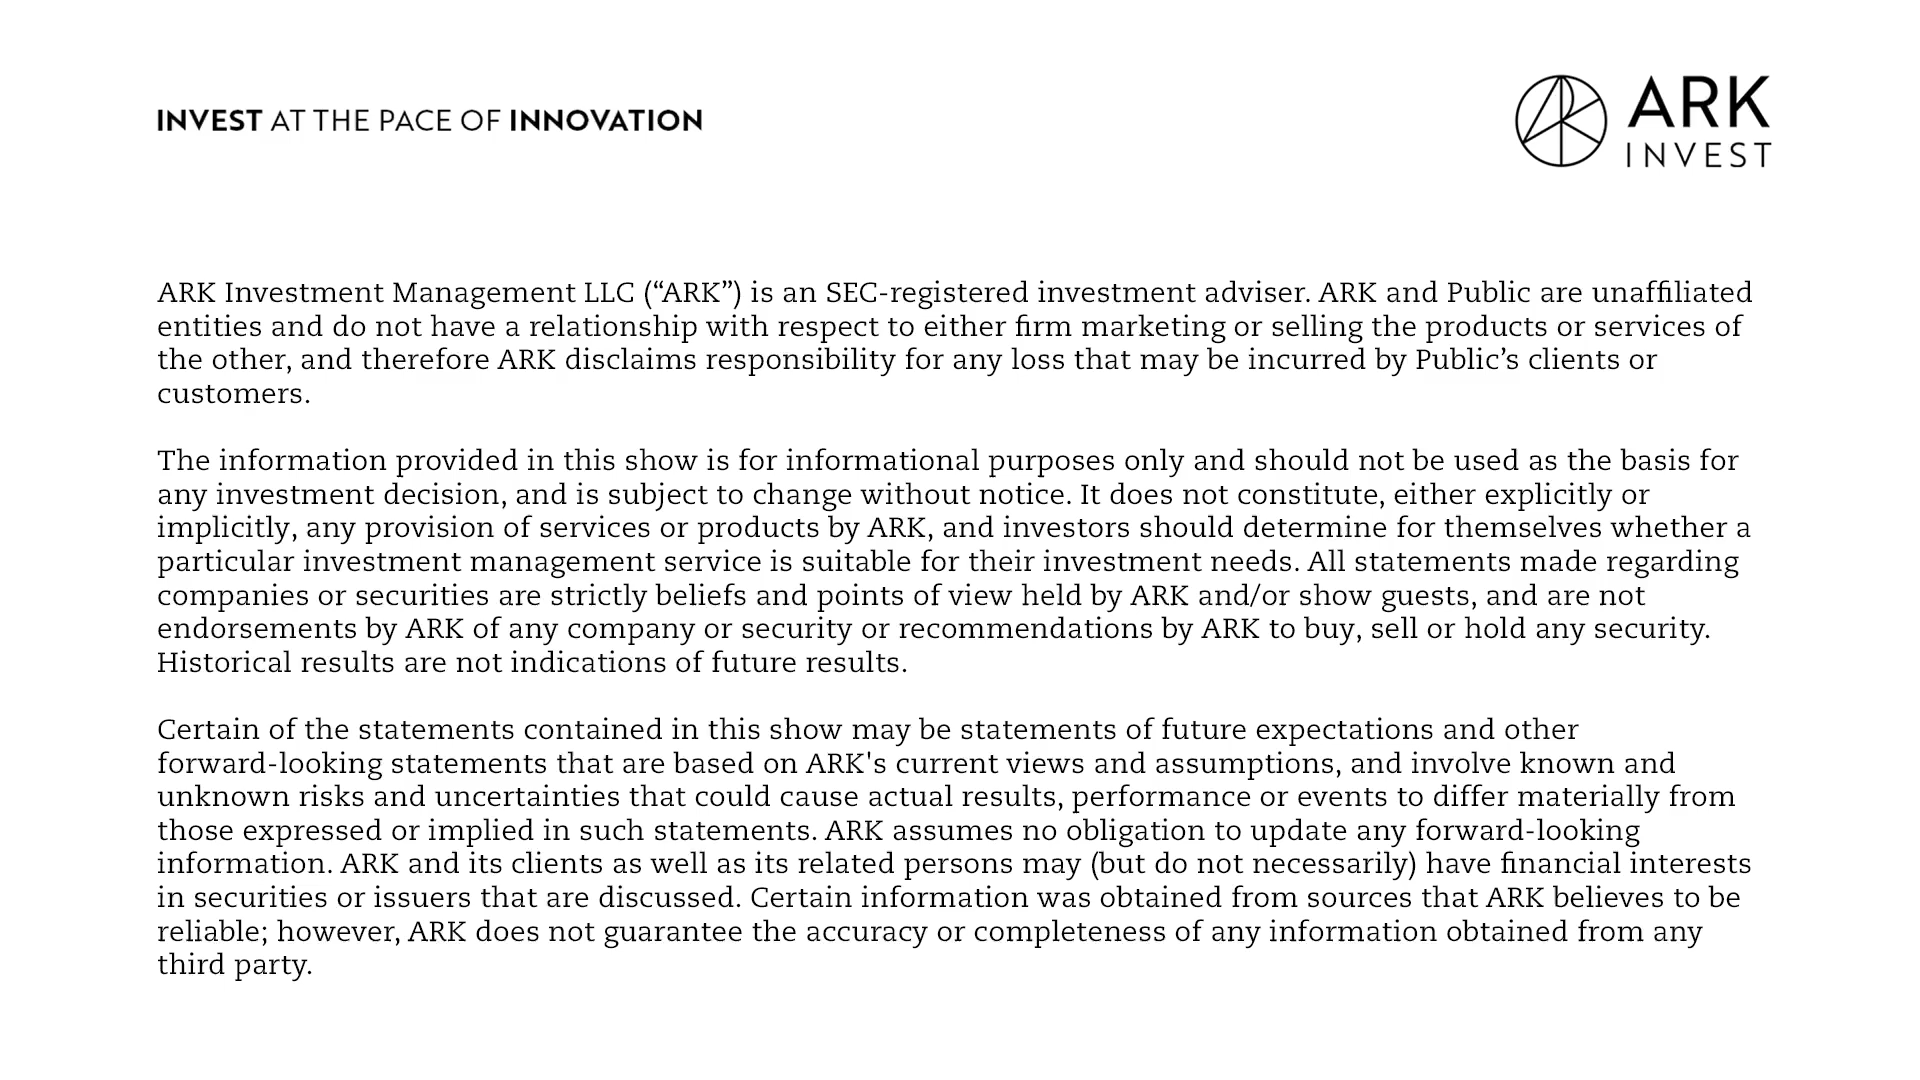 INVEST AT THE PACE OF INNOVATION
ARK
INVEST
ARK Investment Management LLC (“ARK”) is an SEC-registered investment adviser. ARK and Public are unaffiliated
entities and do not have a relationship with respect to either firm marketing or selling the products or services of
the other, and therefore ARK disclaims responsibility for any loss that may be incurred by Public’s clients or
customers.
The information provided in this show is for informational purposes only and should not be used as the basis for
any investment decision, and is subject to change without notice. It does not constitute, either explicitly or
implicitly, any provision of services or products by ARK, and investors should determine for themselves whether a
particular investment management service is suitable for their investment needs. All statements made regarding
companies or securities are strictly beliefs and points of view held by ARK and/or show guests, and are not
endorsements by ARK of any company or security or recommendations by ARK to buy, sell or hold any security.
Historical results are not indications of future results.
Certain of the statements contained in this show may be statements of future expectations and other
forward-looking statements that are based on ARK's current views and assumptions, and involve known and
unknown risks and uncertainties that could cause actual results, performance or events to differ materially from
those expressed or implied in such statements. ARK assumes no obligation to update any forward-looking
information. ARK and its clients as well as its related persons may (but do not necessarily) have financial interests
in securities or issuers that are discussed. Certain information was obtained from sources that ARK believes to be
reliable; however, ARK does not guarantee the accuracy or completeness of any information obtained from any
third party.